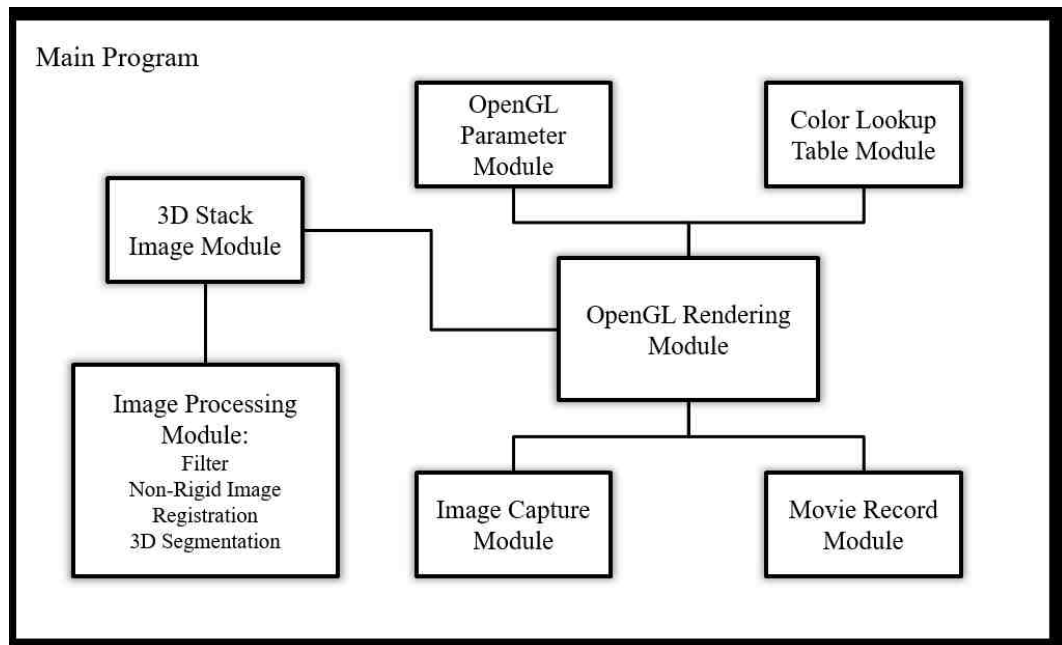 Main Program
OpenGL
Parameter
Module
Color Lookup
Table Module
3D Stack
Image Module
OpenGL Rendering
Module
Image Processing
Module:
Filter
Non-Rigid Image
Registration
3D Segmentation
Image Capture
Module
Movie Record
Module